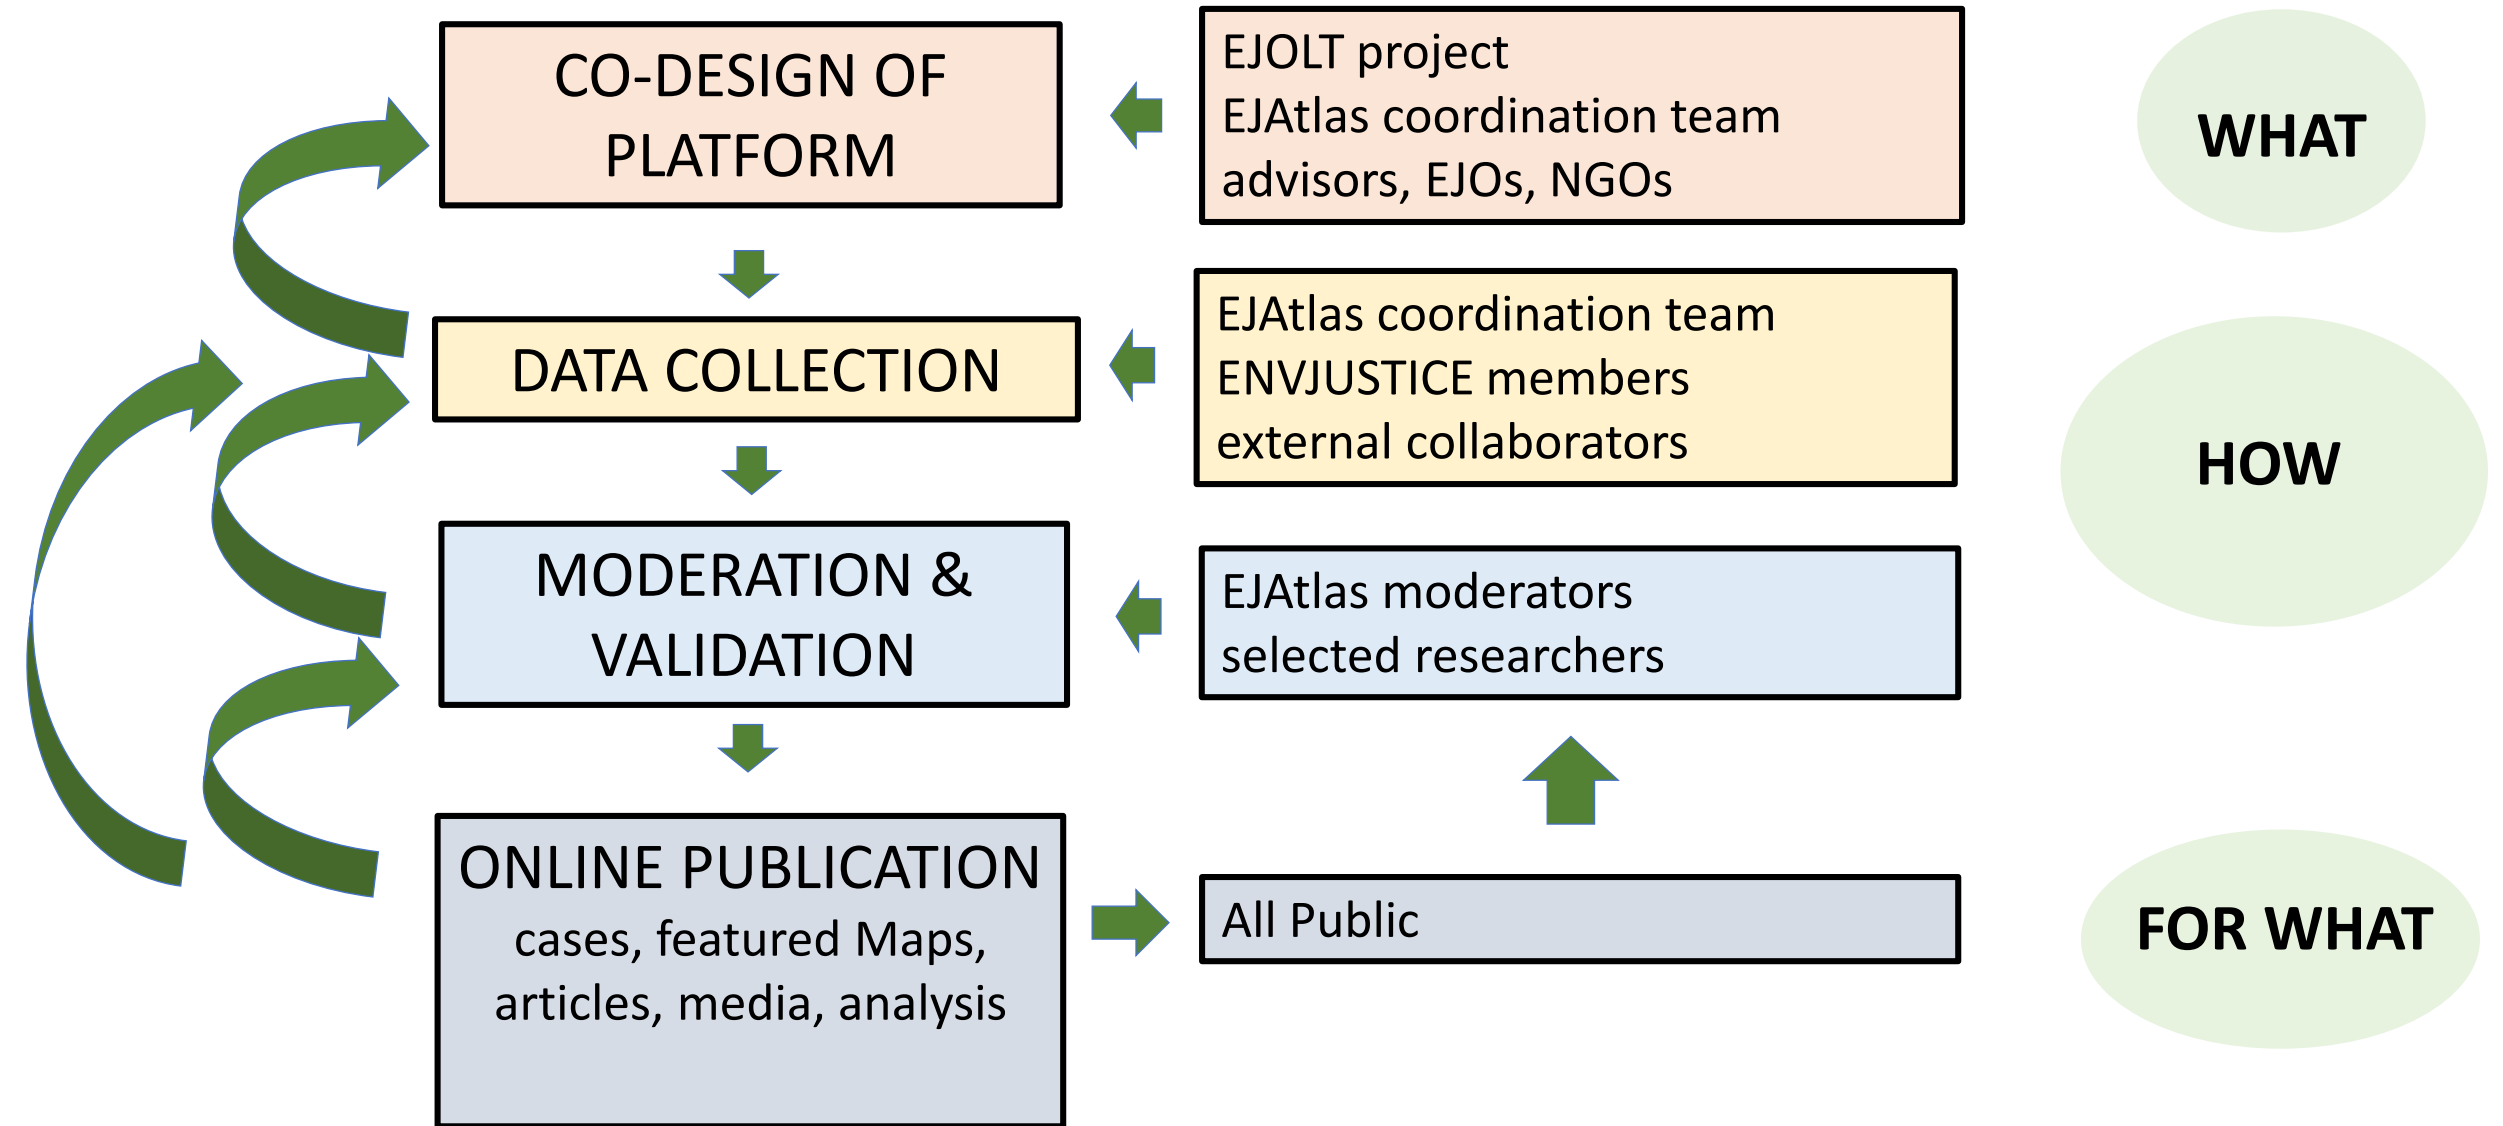 CO-DESIGN OF
PLATFORM
EJOLT project
EJAtlas coordination team
advisors, EJOs, NGOs
WHAT
DATA COLLECTION
EJAtlas coordination team
ENVJUSTICE members
external collaborators
HOW
MODERATION &
VALIDATION
EJAtlas moderators
selected researchers
ONLINE PUBLICATION
cases, featured Maps,
articles, media, analysis
All Public
FOR WHAT